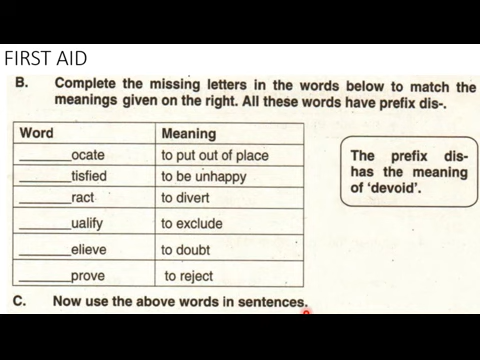 FIRST AID
B. Complete the missing letters in the words below to match the
meanings given on the right. All these words have prefix dis-.
Word Meaning
_______ocate to put out of place
_______tisfied to be unhappy
_______ract to divert
_______ualify to exclude
_______elieve to doubt
_______prove to reject
The prefix dis-
has the meaning
of 'devoid'.
C. Now use the above words in sentences.